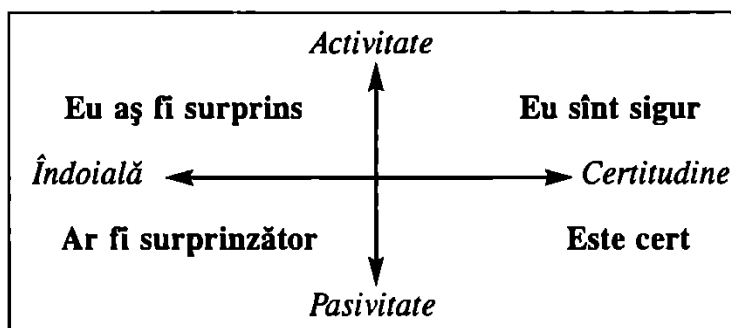 Activitate
Eu aş fi surprins Eu sînt sigur
Îndoială Certitudine
Ar fi surprinzător Este cert
Pasivitate